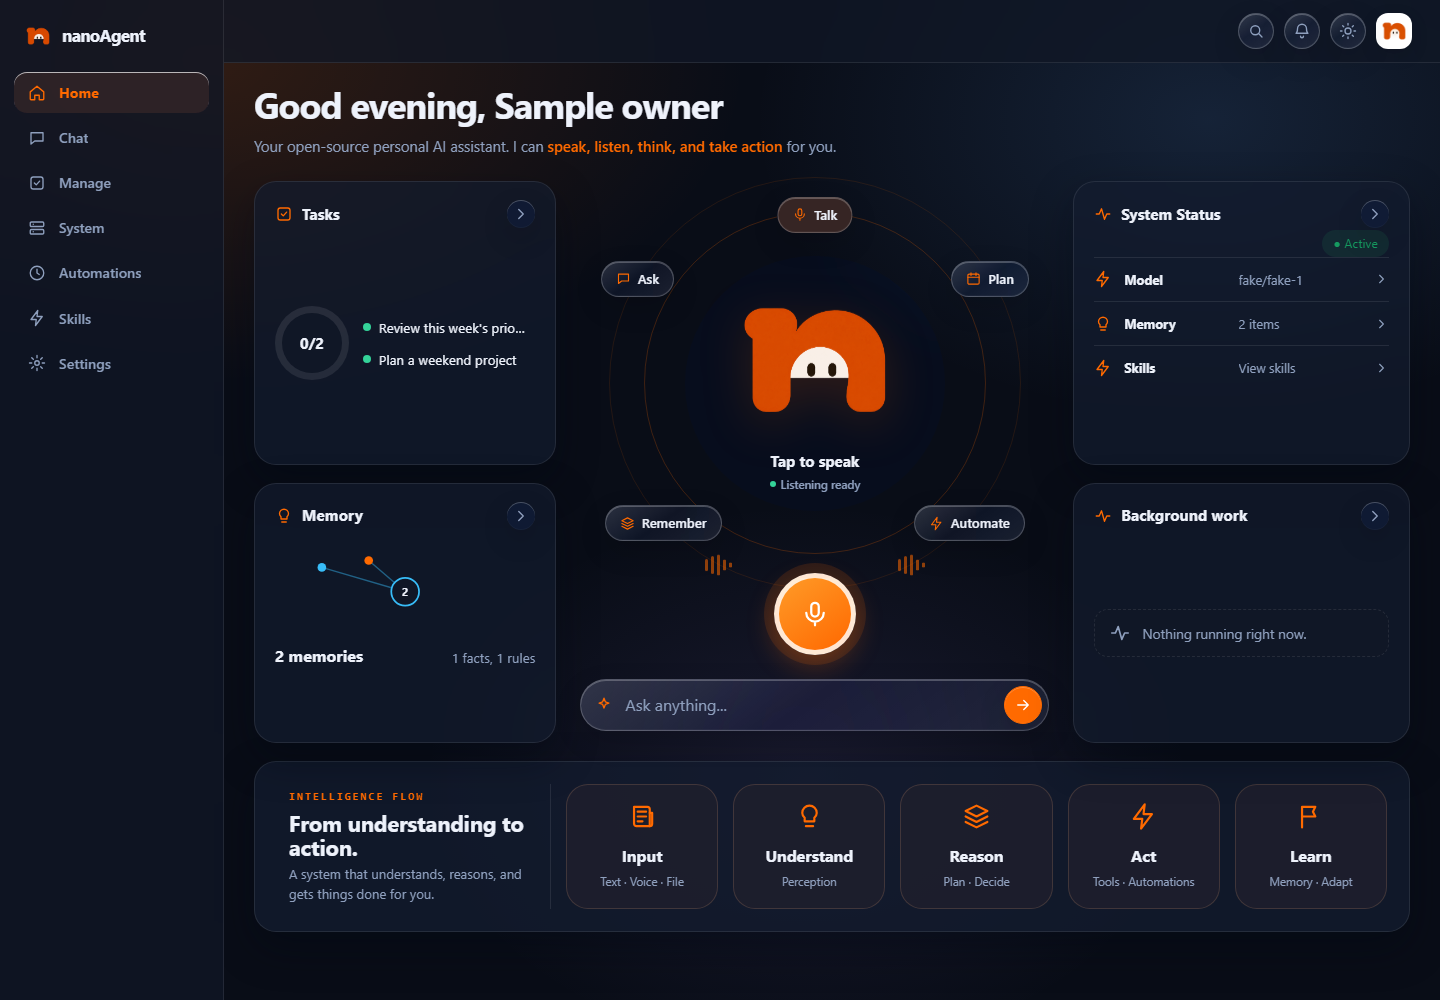 nanoAgent
Home
Chat
Manage
System
Automations
Skills
Settings
Good evening, Sample owner
Your open-source personal AI assistant. I can speak, listen, think, and take action for you.
Tasks
0/2
Review this week's prio...
Plan a weekend project
Talk
Ask
Plan
Tap to speak
Listening ready
Remember
Automate
Ask anything...
System Status
Active
Model fake/fake-1
Memory 2 items
Skills View skills
Memory
2
2 memories 1 facts, 1 rules
Background work
Nothing running right now.
INTELLIGENCE FLOW
From understanding to
action.
A system that understands, reasons, and
gets things done for you.
Input
Text · Voice · File
Understand
Perception
Reason
Plan · Decide
Act
Tools · Automations
Learn
Memory · Adapt